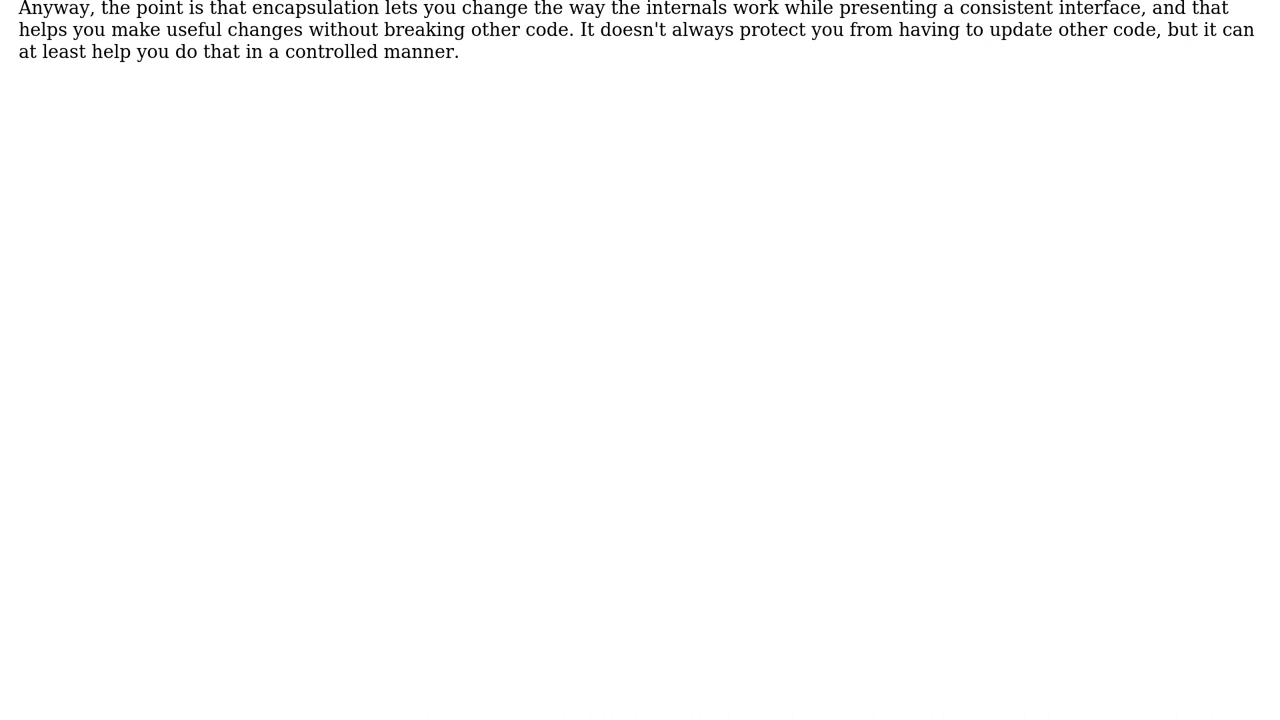 Anyway, the point is that encapsulation lets you change the way the internals work while presenting a consistent interface, and that
helps you make useful changes without breaking other code. It doesn't always protect you from having to update other code, but it can
at least help you do that in a controlled manner.